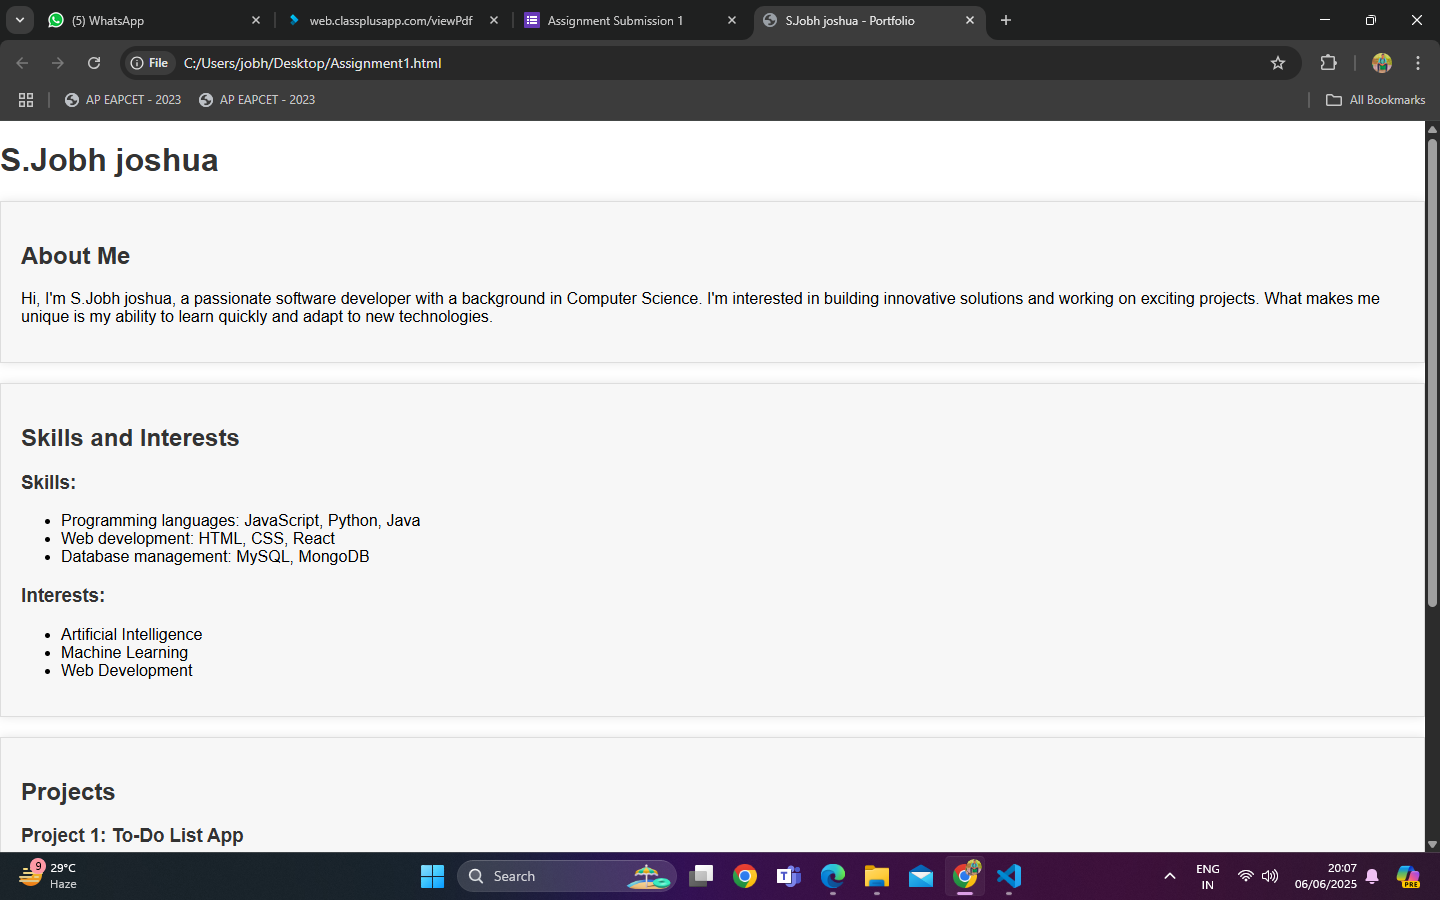 (5) WhatsApp
web.classplusapp.com/viewPdf
Assignment Submission 1
S.Jobh joshua - Portfolio
File
C:/Users/jobh/Desktop/Assignment1.html
AP EAPCET - 2023
AP EAPCET - 2023
All Bookmarks
S.Jobh joshua
About Me
Hi, I'm S.Jobh joshua, a passionate software developer with a background in Computer Science. I'm interested in building innovative solutions and working on exciting projects. What makes me
unique is my ability to learn quickly and adapt to new technologies.
Skills and Interests
Skills:
Programming languages: JavaScript, Python, Java
Web development: HTML, CSS, React
Database management: MySQL, MongoDB
Interests:
Artificial Intelligence
Machine Learning
Web Development
Projects
Project 1: To-Do List App
9
29°C
Haze
Search
T
ENG
IN
20:07
06/06/2025
PRE